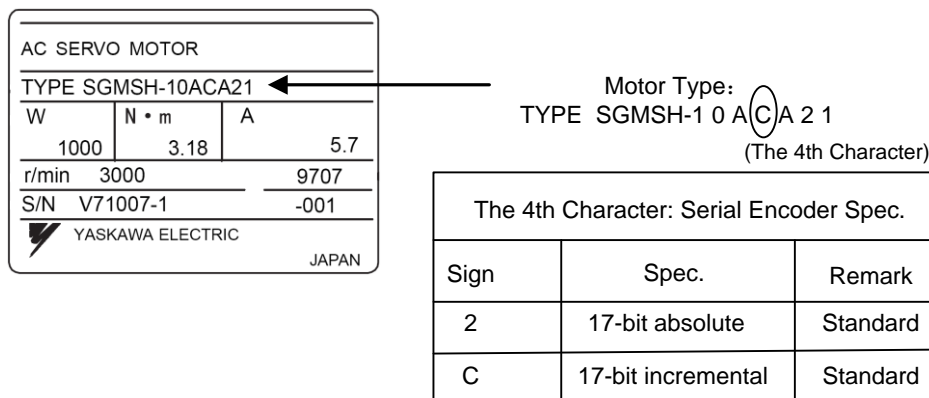 AC SERVO MOTOR
TYPE SGMSH-10ACA21
W N・m A
1000 3.18 5.7
r/min 3000 9707
S/N V71007-1 -001
YASKAWA ELECTRIC
JAPAN
Motor Type:
TYPE SGMSH-1 0 A C A 2 1
(The 4th Character)
The 4th Character: Serial Encoder Spec.
Sign Spec. Remark
2 17-bit absolute Standard
C 17-bit incremental Standard